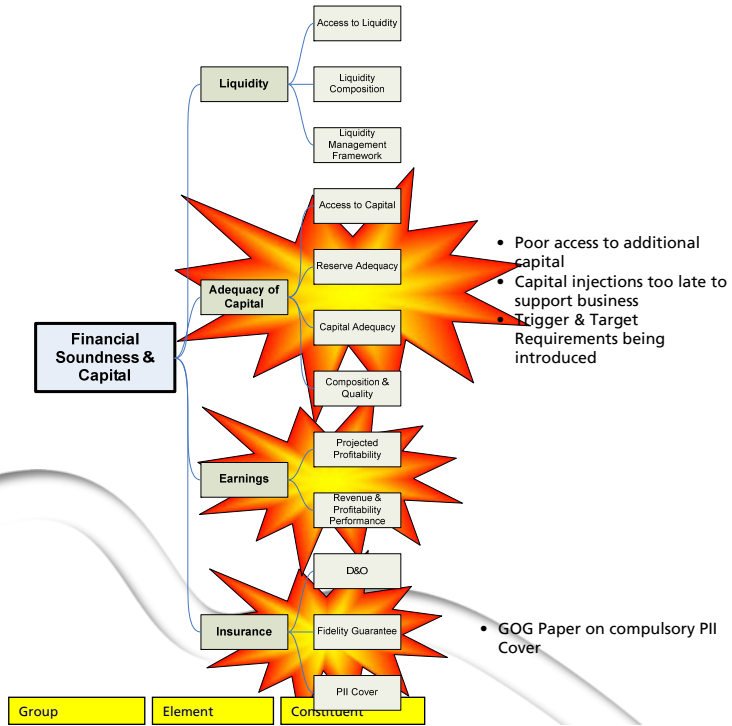 Access to Liquidity
Liquidity
Liquidity
Composition
Liquidity
Management
Framework
Access to Capital
Reserve Adequacy
Adequacy of
Capital
Capital Adequacy
Composition &
Quality
• Poor access to additional
capital
• Capital injections too late to
support business
• Trigger & Target
Requirements being
introduced
Financial
Soundness &
Capital
Projected
Profitability
Earnings
Revenue &
Profitability
Performance
D&O
Insurance
Fidelity Guarantee
• GOG Paper on compulsory PII
Cover
PII Cover
Group
Element
Constituent